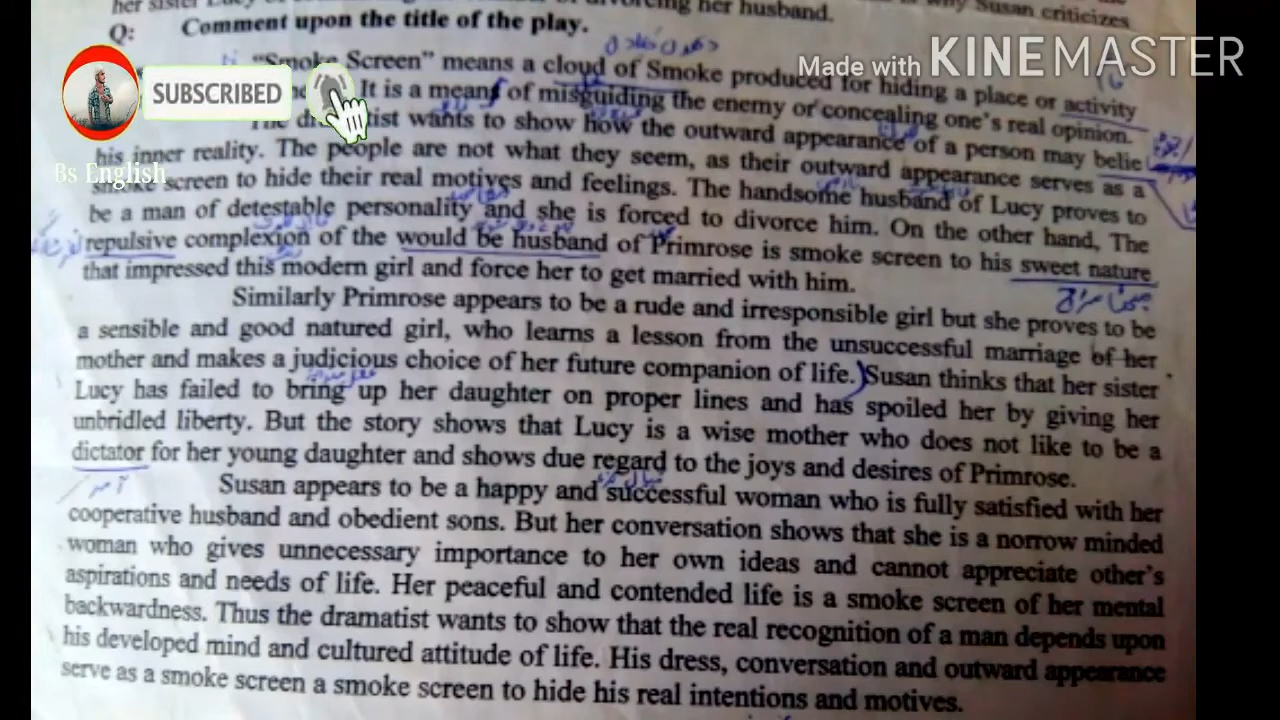 her husband.
Susan criticizes
Q: Comment upon the title of the play.
"Smoke Screen" means a cloud of Smoke produced for hiding a place or activity
It is a means of misguiding the enemy or concealing one's real opinion.
wants to show how the outward appearance of a person may belie
his inner reality. The people are not what they seem, as their outward appearance serves as a
screen to hide their real motives and feelings. The handsome husband of Lucy proves to
be a man of detestable personality and she is forced to divorce him. On the other hand, The
repulsive complexion of the would be husband of Primrose is smoke screen to his sweet nature
that impressed this modern girl and force her to get married with him.
Similarly Primrose appears to be a rude and irresponsible girl but she proves to be
a sensible and good natured girl, who learns a lesson from the unsuccessful marriage of her
mother and makes a judicious choice of her future companion of life. Susan thinks that her sister
Lucy has failed to bring up her daughter on proper lines and has spoiled her by giving her
unbridled liberty. But the story shows that Lucy is a wise mother who does not like to be a
dictator for her young daughter and shows due regard to the joys and desires of Primrose.
Susan appears to be a happy and successful woman who is fully satisfied with her
cooperative husband and obedient sons. But her conversation shows that she is a norrow minded
woman who gives unnecessary importance to her own ideas and cannot appreciate other's
aspirations and needs of life. Her peaceful and contended life is a smoke screen of her mental
backwardness. Thus the dramatist wants to show that the real recognition of a man depends upon
his developed mind and cultured attitude of life. His dress, conversation and outward appearance
serve as a smoke screen a smoke screen to hide his real intentions and motives.
SUBSCRIBED
Bs English
Made with KINEMASTER